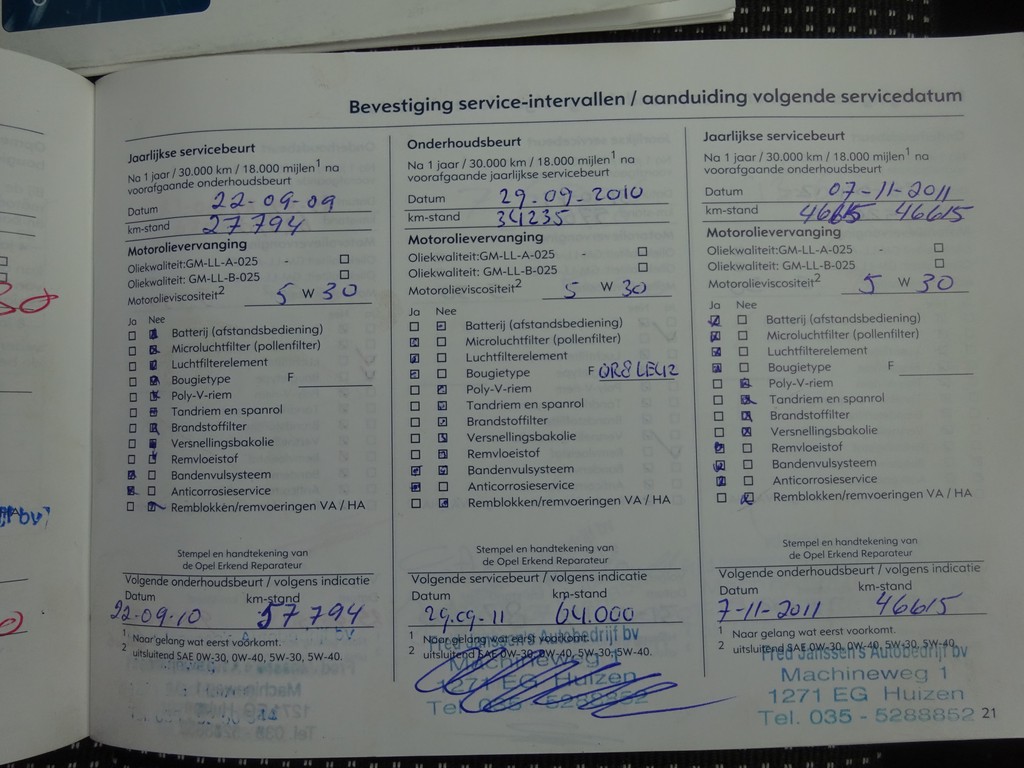 Bevestiging service-intervallen / aanduiding volgende servicedatum
Jaarlijkse servicebeurt
Na 1 jaar / 30.000 km / 18.000 mijlen1 na
voorafgaande onderhoudsbeurt
Datum 22-09-09
km-stand 27794
Motorolievervanging
Oliekwaliteit:GM-LL-A-025 - ☐
Oliekwaliteit: GM-LL-B-025 ☐
Motorolieviscositeit2 5 W 30
Ja Nee
Batterij (afstandsbediening)
Microluchtfilter (pollenfilter)
Luchtfilterelement
Bougietype F
Poly-V-riem
Tandriem en spanrol
Brandstoffilter
Versnellingsbakolie
Remvloeistof
Bandenvulsysteem
Anticorrosieservice
Remblokken/remvoeringen VA / HA
Stempel en handtekening van
de Opel Erkend Reparateur
Volgende onderhoudsbeurt / volgens indicatie
Datum km-stand
22-09-10 57794
1 Naar gelang wat eerst voorkomt.
2 uitsluitend SAE 0W-30, 0W-40, 5W-30, 5W-40.
Onderhoudsbeurt
Na 1 jaar / 30.000 km / 18.000 mijlen1 na
voorafgaande jaarlijkse servicebeurt
Datum 29-09-2010
km-stand 34235
Motorolievervanging
Oliekwaliteit:GM-LL-A-025 - ☐
Oliekwaliteit: GM-LL-B-025 ☐
Motorolieviscositeit2 5 W 30
Ja Nee
Batterij (afstandsbediening)
Microluchtfilter (pollenfilter)
Luchtfilterelement
Bougietype F
Poly-V-riem
Tandriem en spanrol
Brandstoffilter
Versnellingsbakolie
Remvloeistof
Bandenvulsysteem
Anticorrosieservice
Remblokken/remvoeringen VA / HA
Stempel en handtekening van
de Opel Erkend Reparateur
Volgende servicebeurt / volgens indicatie
Datum km-stand
29-09-11 64.000
1 Naar gelang wat eerst voorkomt.
2 uitsluitend SAE 0W-30, 0W-40, 5W-30, 5W-40.
Fred Janssen's Autobedrijf bv
Machineweg 1
1271 EG Huizen
Tel. 035 - 5288852
Jaarlijkse servicebeurt
Na 1 jaar / 30.000 km / 18.000 mijlen1 na
voorafgaande onderhoudsbeurt
Datum 07-11-2011
km-stand 46615 46615
Motorolievervanging
Oliekwaliteit:GM-LL-A-025 - ☐
Oliekwaliteit: GM-LL-B-025 ☐
Motorolieviscositeit2 5 W 30
Ja Nee
Batterij (afstandsbediening)
Microluchtfilter (pollenfilter)
Luchtfilterelement
Bougietype F
Poly-V-riem
Tandriem en spanrol
Brandstoffilter
Versnellingsbakolie
Remvloeistof
Bandenvulsysteem
Anticorrosieservice
Remblokken/remvoeringen VA / HA
Stempel en handtekening van
de Opel Erkend Reparateur
Volgende onderhoudsbeurt / volgens indicatie
Datum km-stand
7-11-2011 46615
1 Naar gelang wat eerst voorkomt.
2 uitsluitend SAE 0W-30, 0W-40, 5W-30, 5W-40.
Fred Janssen's Autobedrijf bv
Machineweg 1
1271 EG Huizen
Tel. 035 - 5288852
21